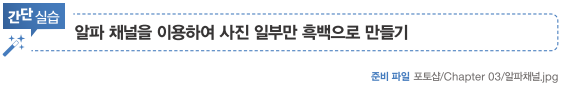 간단 실습
알파 채널을 이용하여 사진 일부만 흑백으로 만들기
준비 파일 포토샵/Chapter 03/알파채널.jpg